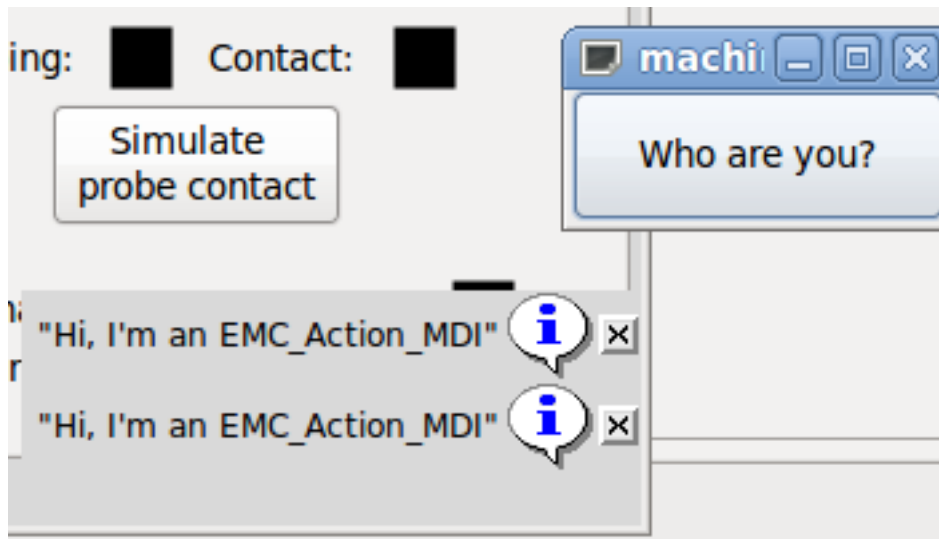 ing: Contact:
machi
Simulate
probe contact
Who are you?
"Hi, I'm an EMC_Action_MDI"
"Hi, I'm an EMC_Action_MDI"